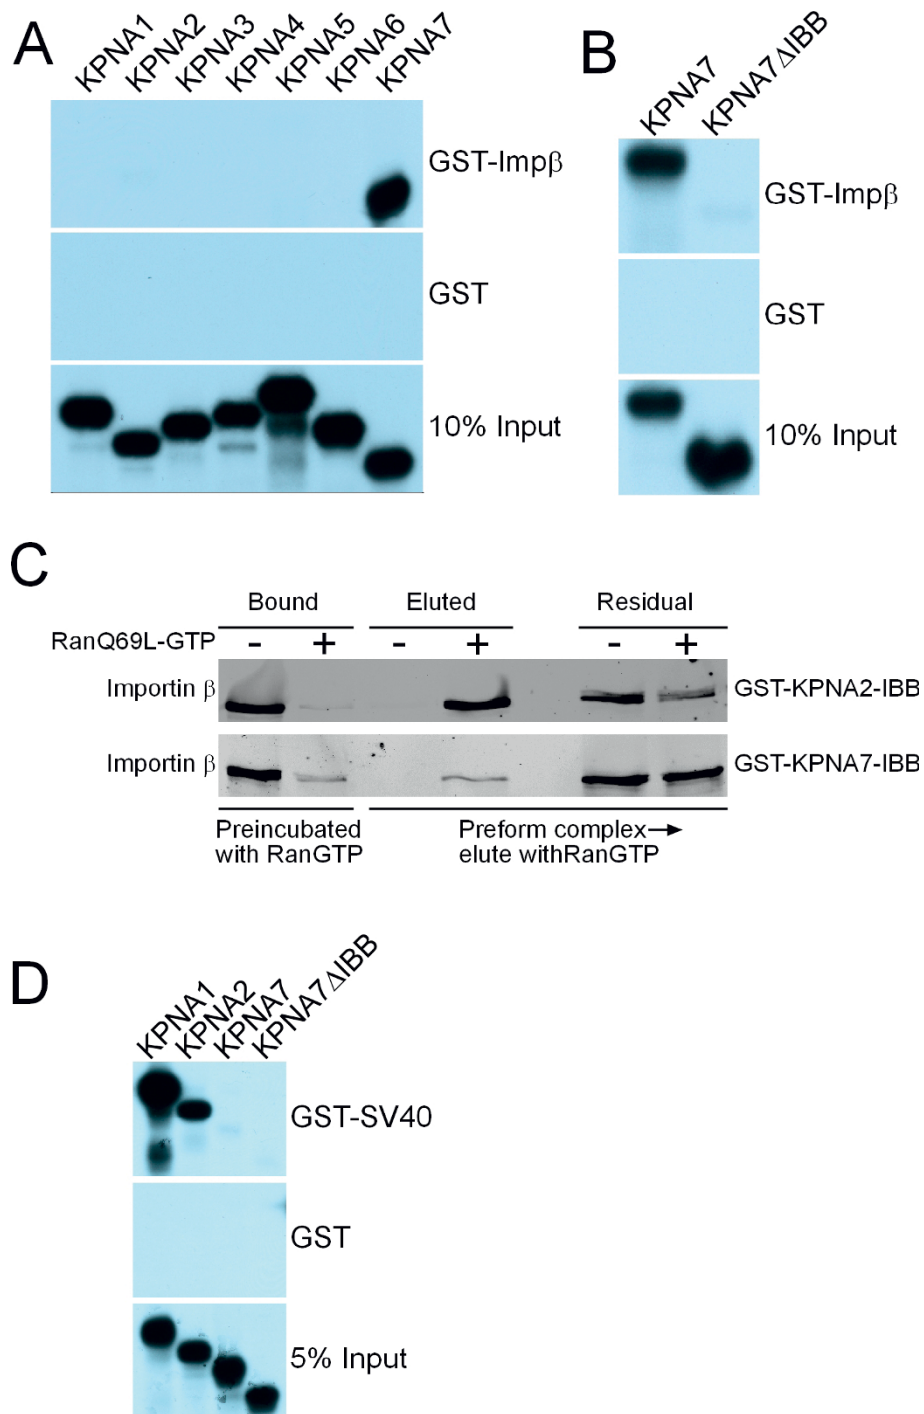 A
KPNA1
KPNA2
KPNA3
KPNA4
KPNA5
KPNA6
KPNA7
GST-Impβ
GST
10% Input
B
KPNA7
KPNA7ΔIBB
GST-Impβ
GST
10% Input
C
Bound Eluted Residual
RanQ69L-GTP - + - + - +
Importin β GST-KPNA2-IBB
Importin β GST-KPNA7-IBB
Preincubated
with RanGTP
Preform complex→
elute withRanGTP
D
KPNA1
KPNA2
KPNA7
KPNA7ΔIBB
GST-SV40
GST
5% Input